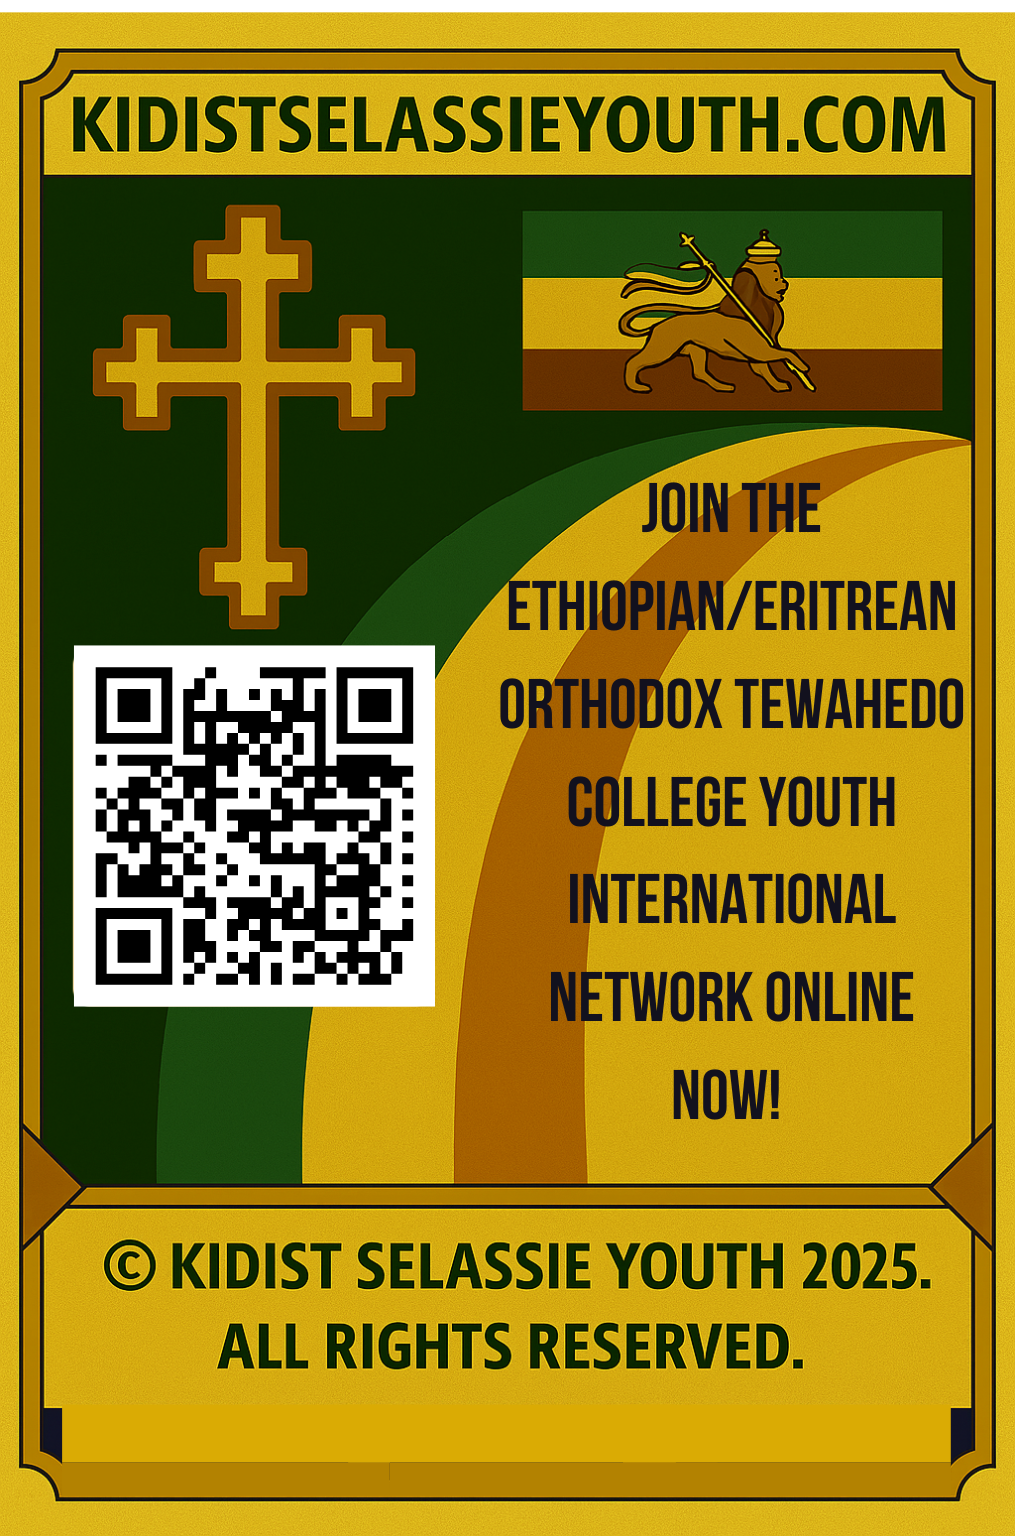 KIDISTSELASSIEYOUTH.COM
JOIN THE
ETHIOPIAN/ERITREAN
ORTHODOX TEWAHEDO
COLLEGE YOUTH
INTERNATIONAL
NETWORK ONLINE
NOW!
© KIDIST SELASSIE YOUTH 2025.
ALL RIGHTS RESERVED.